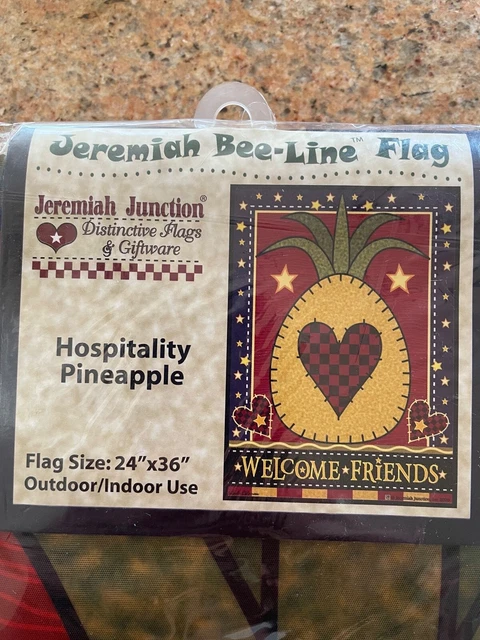 Jeremiah Bee-Line™ Flag
Jeremiah Junction®
Distinctive Flags
& Giftware
Hospitality
Pineapple
Flag Size: 24"x36"
Outdoor/Indoor Use
WELCOME★FRIENDS